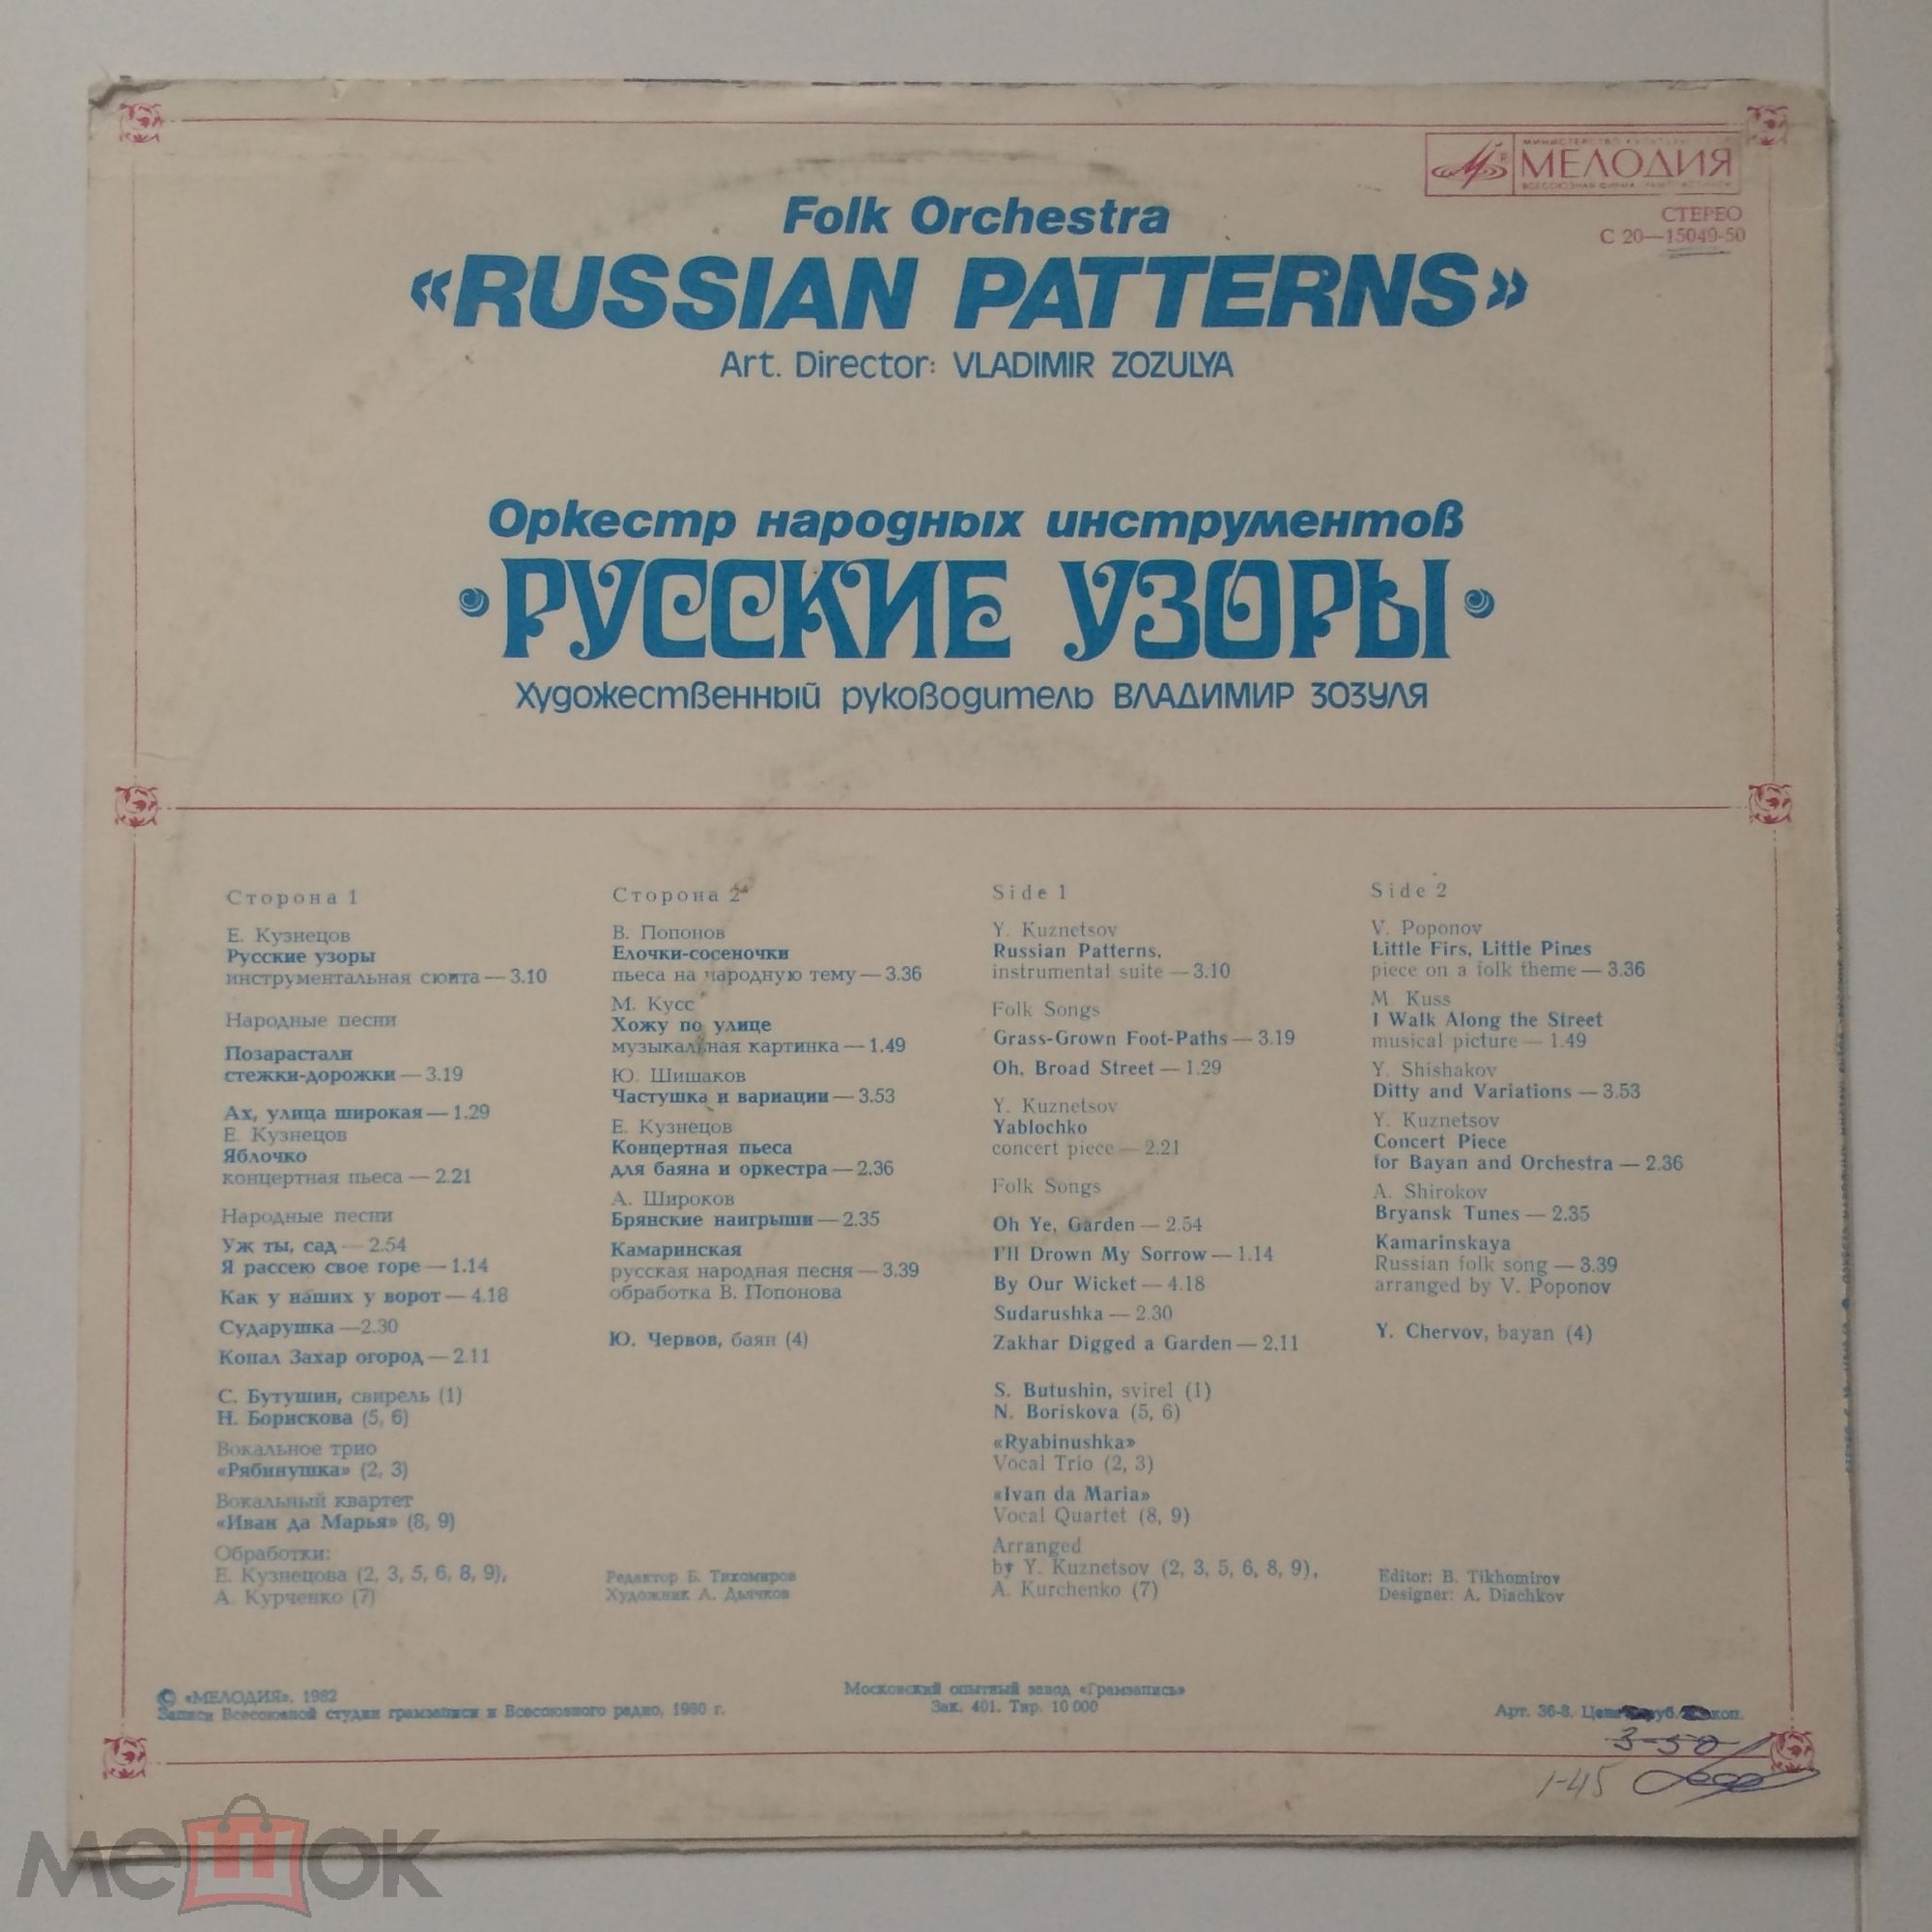 МЕЛОДИЯ
СТЕРЕО
С 20—15049-50
Folk Orchestra
«RUSSIAN PATTERNS»
Art. Director: VLADIMIR ZOZULYA
Оркестр народных инструментов
РУССКИЕ УЗОРЫ
Художественный руководитель ВЛАДИМИР ЗОЗУЛЯ
Сторона 1
Е. Кузнецов
Русские узоры
инструментальная сюита — 3.10
Народные песни
Позарастали
стежки-дорожки — 3.19
Ах, улица широкая — 1.29
Е. Кузнецов
Яблочко
концертная пьеса — 2.21
Народные песни
Уж ты, сад — 2.54
Я рассею свое горе — 1.14
Как у наших у ворот — 4.18
Сударушка — 2.30
Копал Захар огород — 2.11
С. Бутушин, свирель (1)
Н. Борискова (5, 6)
Вокальное трио
«Рябинушка» (2, 3)
Вокальный квартет
«Иван да Марья» (8, 9)
Обработки:
Е. Кузнецова (2, 3, 5, 6, 8, 9),
А. Курченко (7)
Сторона 2
В. Попонов
Елочки-сосеночки
пьеса на народную тему — 3.36
М. Кусс
Хожу по улице
музыкальная картинка — 1.49
Ю. Шишаков
Частушка и вариации — 3.53
Е. Кузнецов
Концертная пьеса
для баяна и оркестра — 2.36
А. Широков
Брянские наигрыши — 2.35
Камаринская
русская народная песня — 3.39
обработка В. Попонова
Ю. Червов, баян (4)
Редактор Б. Тихомиров
Художник А. Дьячков
Side 1
Y. Kuznetsov
Russian Patterns,
instrumental suite — 3.10
Folk Songs
Grass-Grown Foot-Paths — 3.19
Oh, Broad Street — 1.29
Y. Kuznetsov
Yablochko
concert piece — 2.21
Folk Songs
Oh Ye, Garden — 2.54
I'll Drown My Sorrow — 1.14
By Our Wicket — 4.18
Sudarushka — 2.30
Zakhar Digged a Garden — 2.11
S. Butushin, svirel (1)
N. Boriskova (5, 6)
«Ryabinushka»
Vocal Trio (2, 3)
«Ivan da Maria»
Vocal Quartet (8, 9)
Arranged
by Y. Kuznetsov (2, 3, 5, 6, 8, 9),
A. Kurchenko (7)
Side 2
V. Poponov
Little Firs, Little Pines
piece on a folk theme — 3.36
M. Kuss
I Walk Along the Street
musical picture — 1.49
Y. Shishakov
Ditty and Variations — 3.53
Y. Kuznetsov
Concert Piece
for Bayan and Orchestra — 2.36
A. Shirokov
Bryansk Tunes — 2.35
Kamarinskaya
Russian folk song — 3.39
arranged by V. Poponov
Y. Chervov, bayan (4)
Editor: B. Tikhomirov
Designer: A. Diachkov
© «МЕЛОДИЯ», 1982
Записи Всесоюзной студии грамзаписи и Всесоюзного радио, 1980 г.
Московский опытный завод «Грамзапись»
Зак. 401. Тир. 10 000
Арт. 36-8. Цена руб. коп.
3-50
1-45
мешок